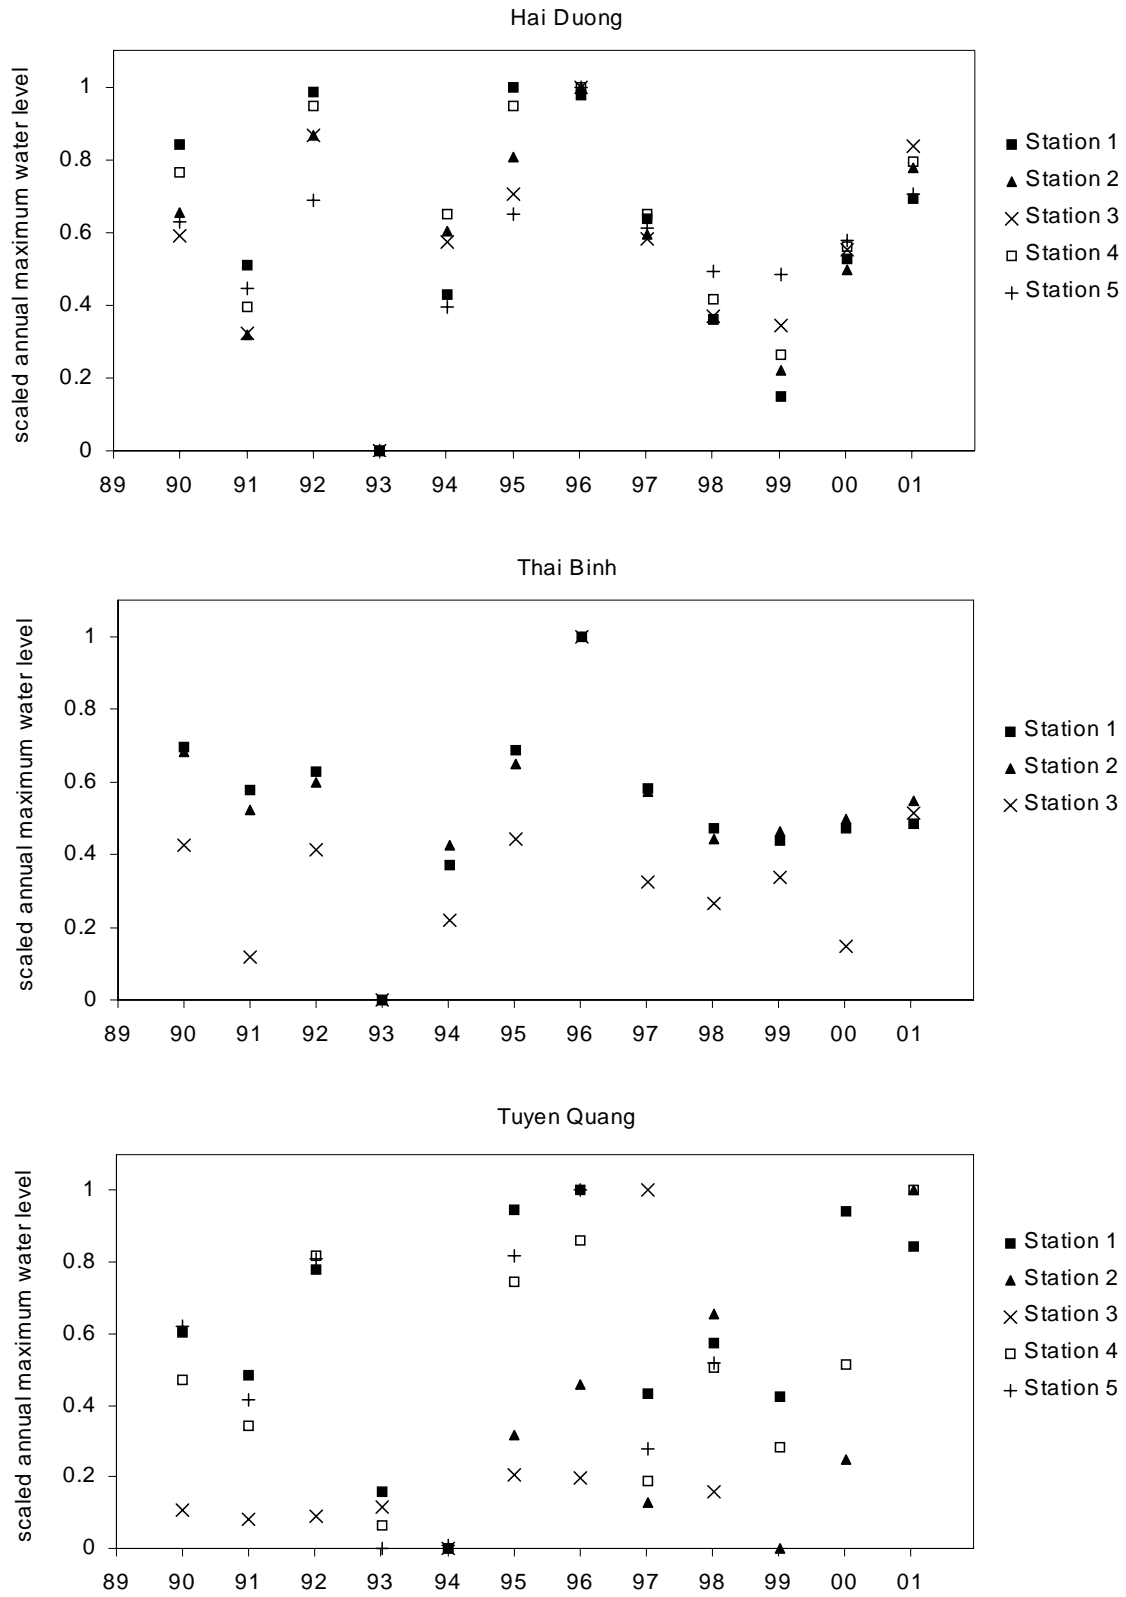 Hai Duong
scaled annual maximum water level
1
0.8
0.6
0.4
0.2
0
89 90 91 92 93 94 95 96 97 98 99 00 01
Station 1
Station 2
Station 3
Station 4
Station 5
Thai Binh
scaled annual maximum water level
1
0.8
0.6
0.4
0.2
0
89 90 91 92 93 94 95 96 97 98 99 00 01
Station 1
Station 2
Station 3
Tuyen Quang
scaled annual maximum water level
1
0.8
0.6
0.4
0.2
0
89 90 91 92 93 94 95 96 97 98 99 00 01
Station 1
Station 2
Station 3
Station 4
Station 5